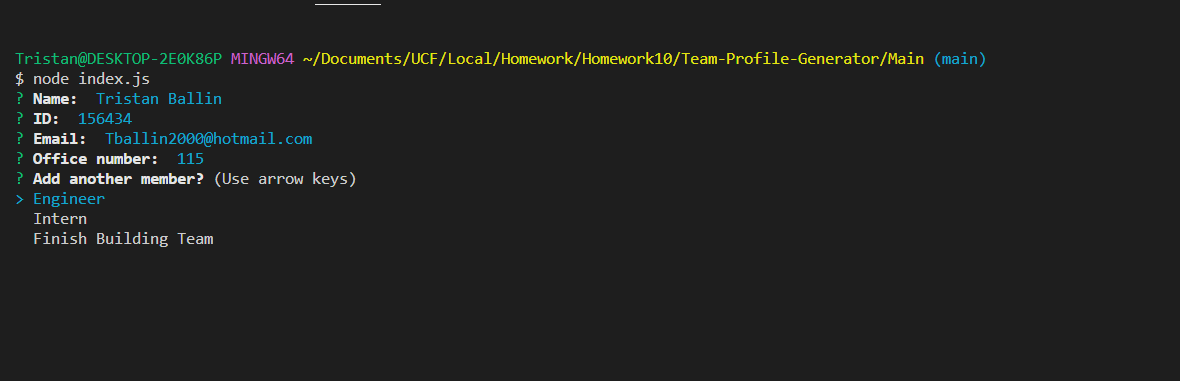 Tristan@DESKTOP-2E0K86P MINGW64 ~/Documents/UCF/Local/Homework/Homework10/Team-Profile-Generator/Main (main)
$ node index.js
? Name:  Tristan Ballin
? ID:  156434
? Email:  Tballin2000@hotmail.com
? Office number:  115
? Add another member? (Use arrow keys)
> Engineer
  Intern
  Finish Building Team